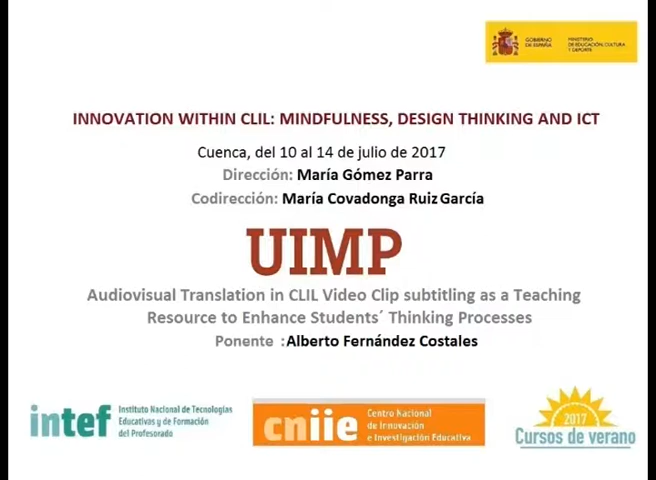 GOBIERNO
DE ESPAÑA
MINISTERIO
DE EDUCACIÓN, CULTURA
Y DEPORTE
INNOVATION WITHIN CLIL: MINDFULNESS, DESIGN THINKING AND ICT
Cuenca, del 10 al 14 de julio de 2017
Dirección: María Gómez Parra
Codirección: María Covadonga Ruiz García
UIMP
Audiovisual Translation in CLIL Video Clip subtitling as a Teaching
Resource to Enhance Students´ Thinking Processes
Ponente :Alberto Fernández Costales
intef
Instituto Nacional de Tecnologías
Educativas y de Formación
del Profesorado
cniie
Centro Nacional
de Innovación
e Investigación Educativa
2017
Cursos de verano